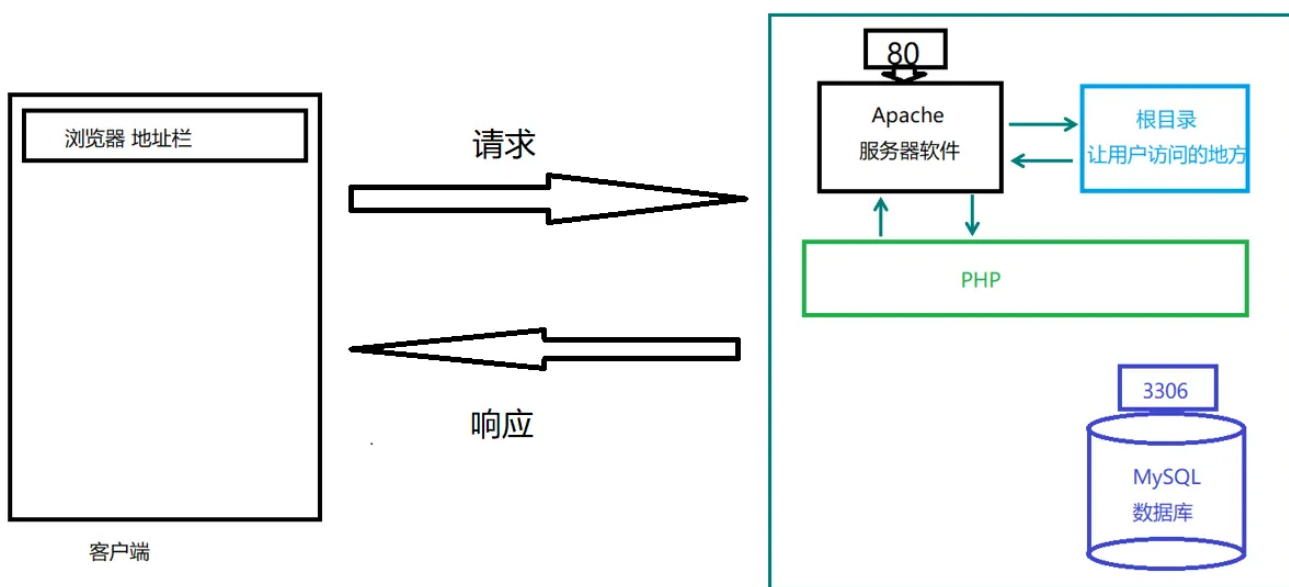 浏览器 地址栏
客户端
请求
响应
80
Apache
服务器软件
根目录
让用户访问的地方
PHP
3306
MySQL
数据库